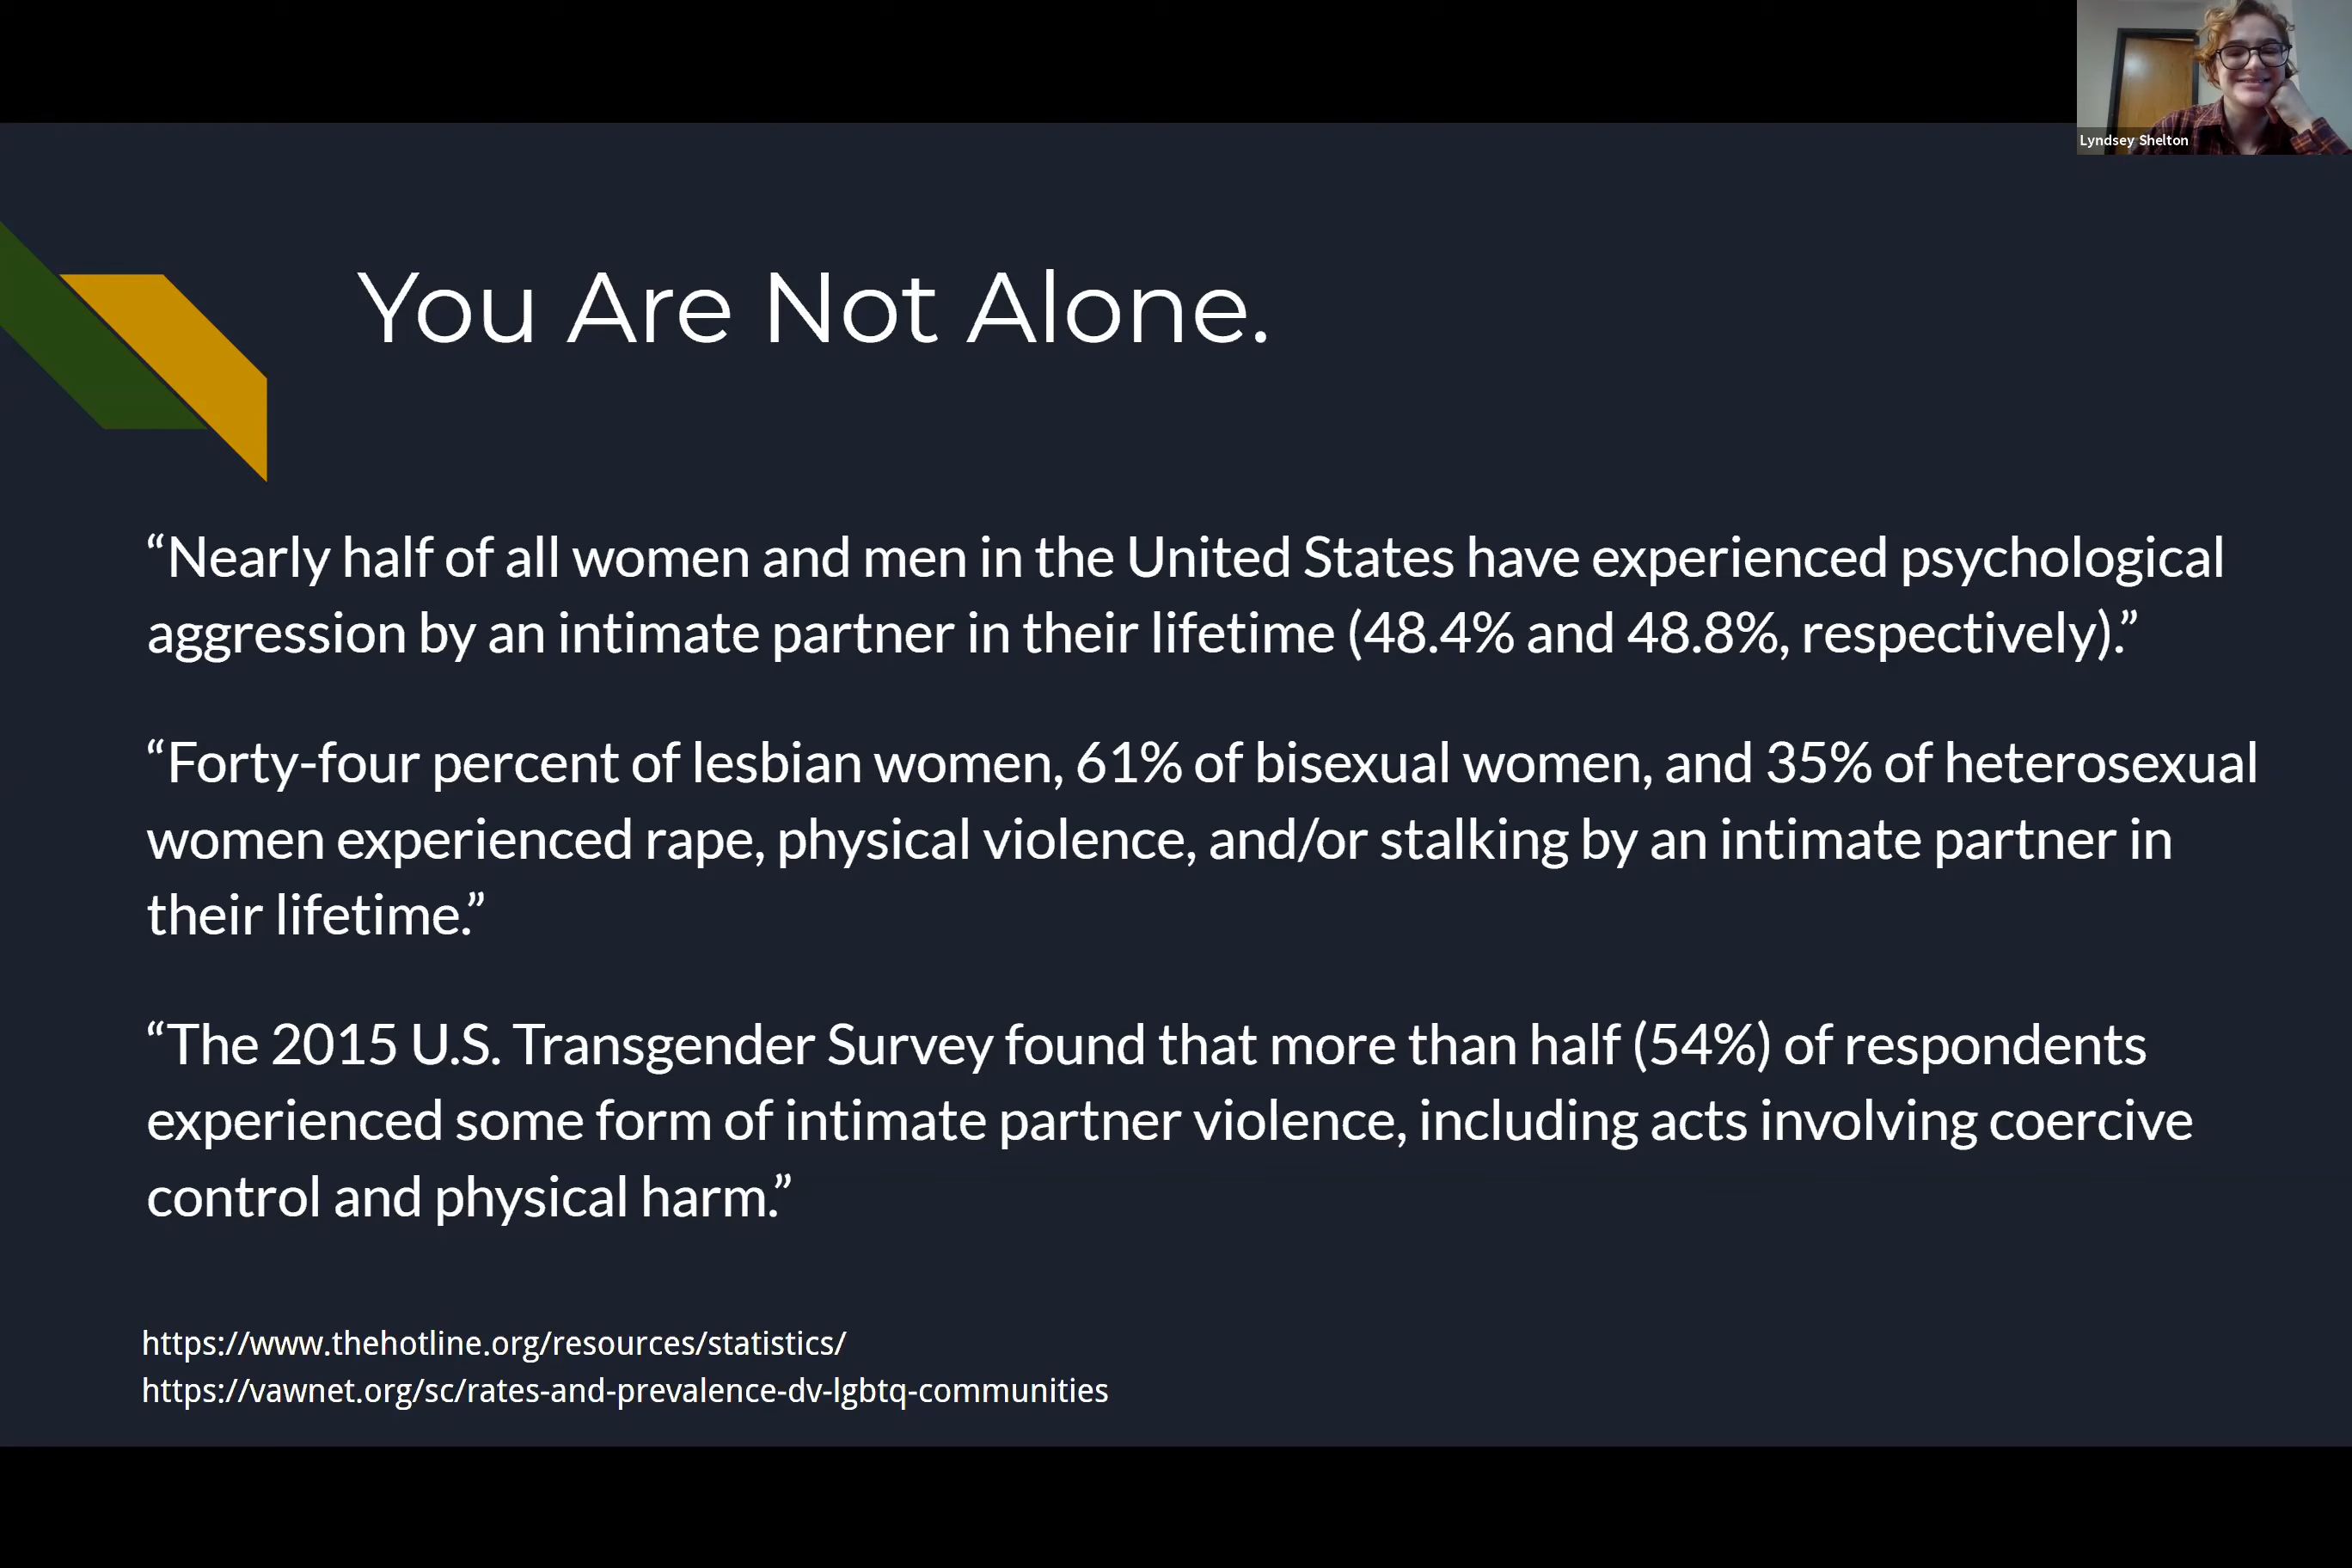 Lyndsey Shelton
You Are Not Alone.
“Nearly half of all women and men in the United States have experienced psychological
aggression by an intimate partner in their lifetime (48.4% and 48.8%, respectively).”
“Forty-four percent of lesbian women, 61% of bisexual women, and 35% of heterosexual
women experienced rape, physical violence, and/or stalking by an intimate partner in
their lifetime.”
“The 2015 U.S. Transgender Survey found that more than half (54%) of respondents
experienced some form of intimate partner violence, including acts involving coercive
control and physical harm.”
https://www.thehotline.org/resources/statistics/
https://vawnet.org/sc/rates-and-prevalence-dv-lgbtq-communities